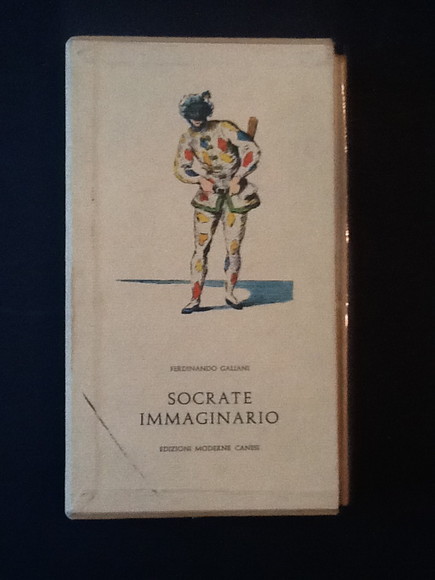 FERDINANDO GALIANI
SOCRATE
IMMAGINARIO
EDIZIONI MODERNE CANESI